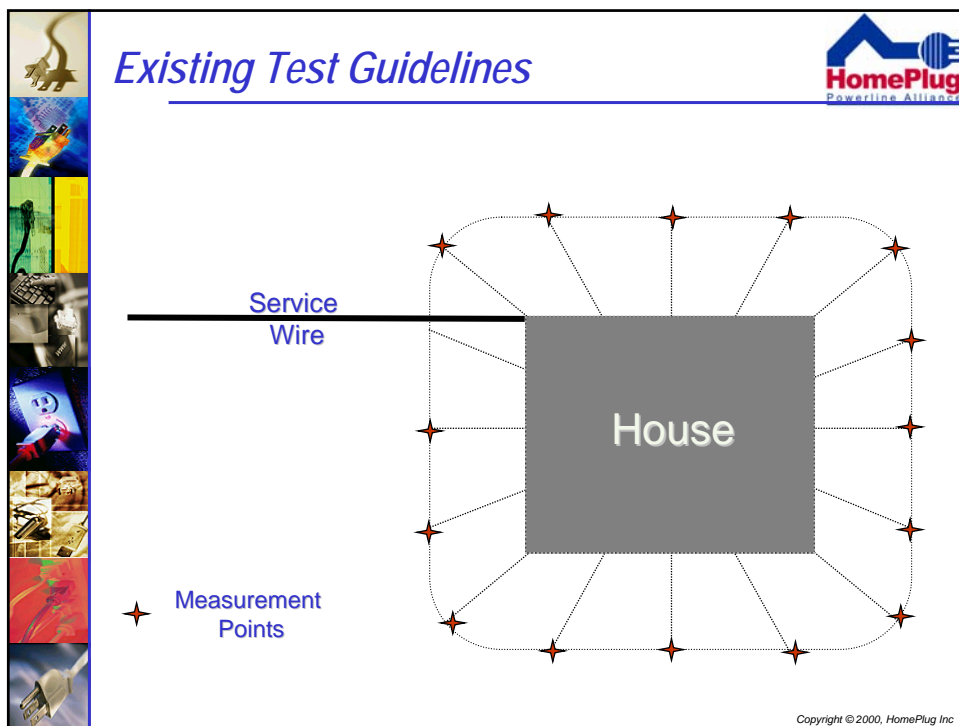 Existing Test Guidelines
HomePlug
Powerline Alliance
Service
Wire
House
Measurement
Points
Copyright © 2000, HomePlug Inc